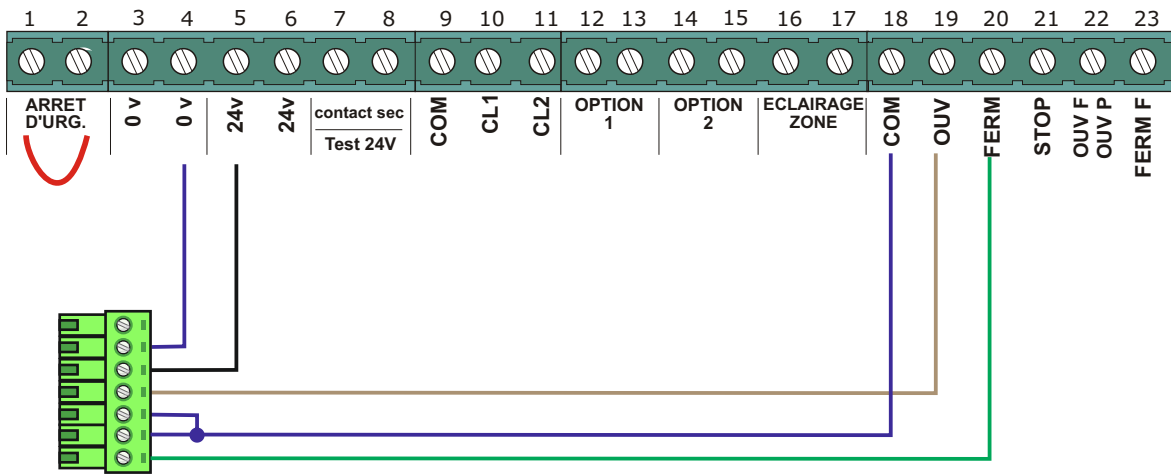 1 2 3 4 5 6 7 8 9 10 11 12 13 14 15 16 17 18 19 20 21 22 23
ARRET
D'URG.
0 v
0 v
24v
24v
contact sec
Test 24V
COM
CL1
CL2
OPTION
1
OPTION
2
ECLAIRAGE
ZONE
COM
OUV
FERM
STOP
OUV F
OUV P
FERM F